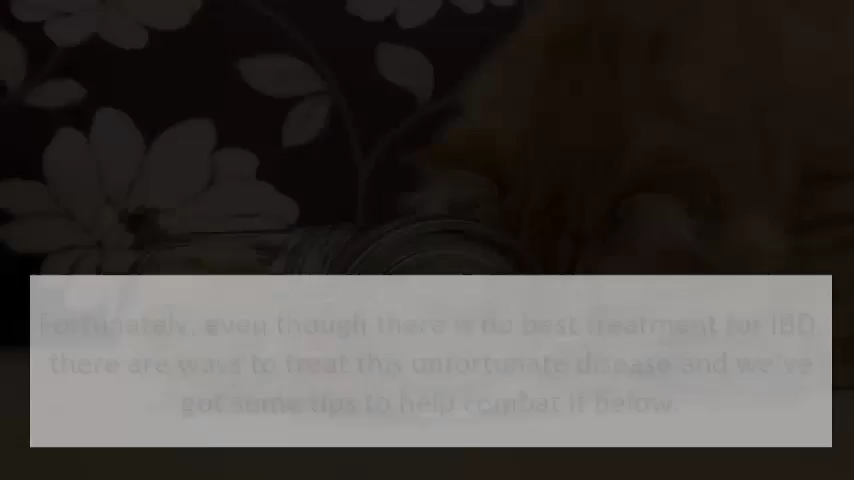 Fortunately, even though there is no best treatment for IBD,
there are ways to treat this unfortunate disease and we've
got some tips to help combat it below.